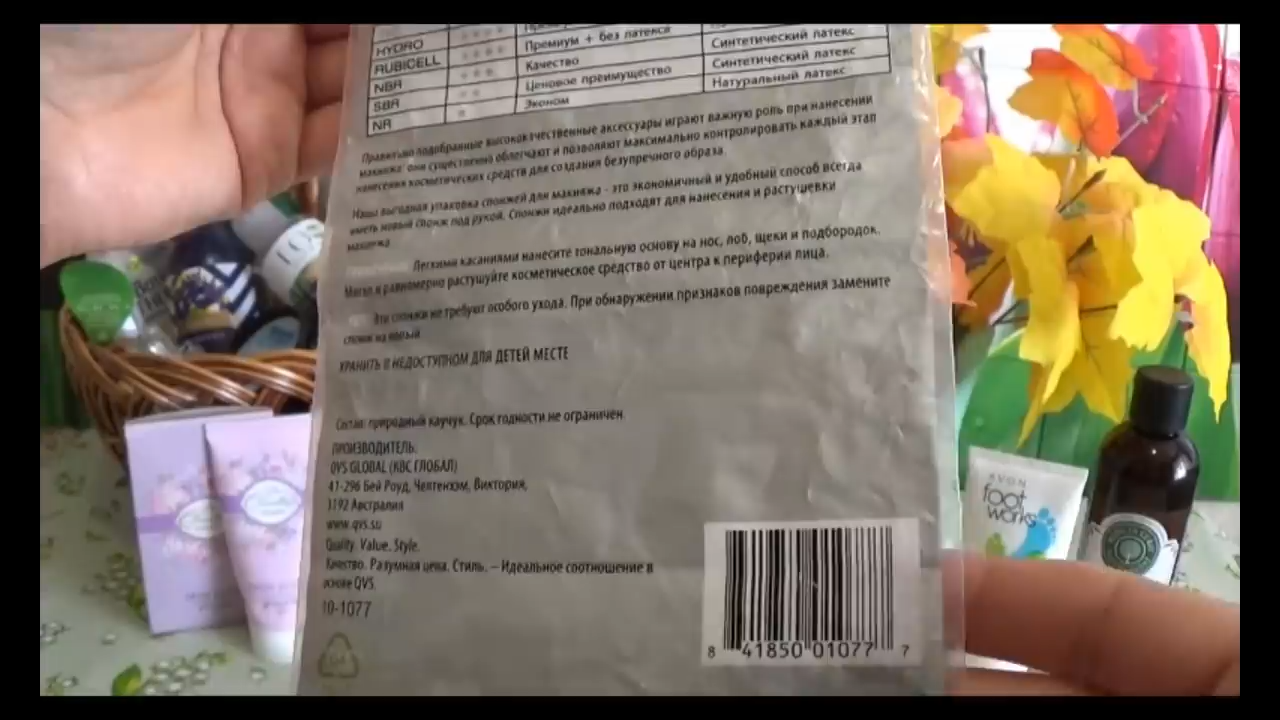 HYDRO
RUBICELL Премиум + без латекса Синтетический латекс
NBR Качество Синтетический латекс
SBR Ценовое преимущество Натуральный латекс
NR Эконом
Правильно подобранные высококачественные аксессуары играют важную роль при нанесении
макияжа: они существенно облегчают и позволяют максимально контролировать каждый этап
нанесения косметических средств для создания безупречного образа.
Наша выгодная упаковка спонжей для макияжа - это экономичный и удобный способ всегда
иметь новый спонж под рукой. Спонжи идеально подходят для нанесения и растушевки
макияжа.
Легкими касаниями нанесите тональную основу на нос, лоб, щеки и подбородок.
Мягко и равномерно растушуйте косметическое средство от центра к периферии лица.
Эти спонжи не требуют особого ухода. При обнаружении признаков повреждения замените
спонж на новый.
ХРАНИТЬ В НЕДОСТУПНОМ ДЛЯ ДЕТЕЙ МЕСТЕ
Состав: природный каучук. Срок годности не ограничен.
ПРОИЗВОДИТЕЛЬ:
QVS GLOBAL (КВС ГЛОБАЛ)
41-296 Бей Роуд, Челтенхэм, Виктория,
3192 Австралия
www.qvs.su
Quality. Value. Style.
Качество. Разумная цена. Стиль. – Идеальное соотношение в
основе QVS.
10-1077
8 41850 01077 7
AVON
foot
works